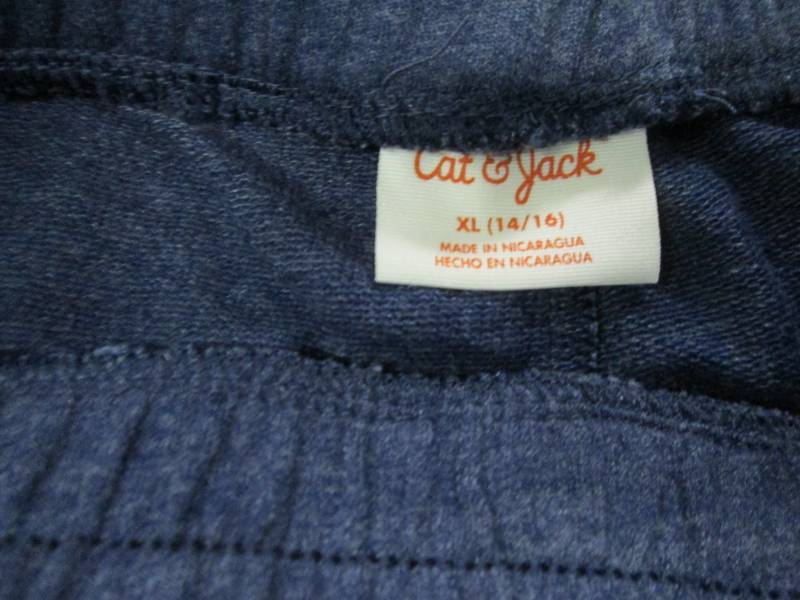 Cat & Jack
XL (14/16)
MADE IN NICARAGUA
HECHO EN NICARAGUA